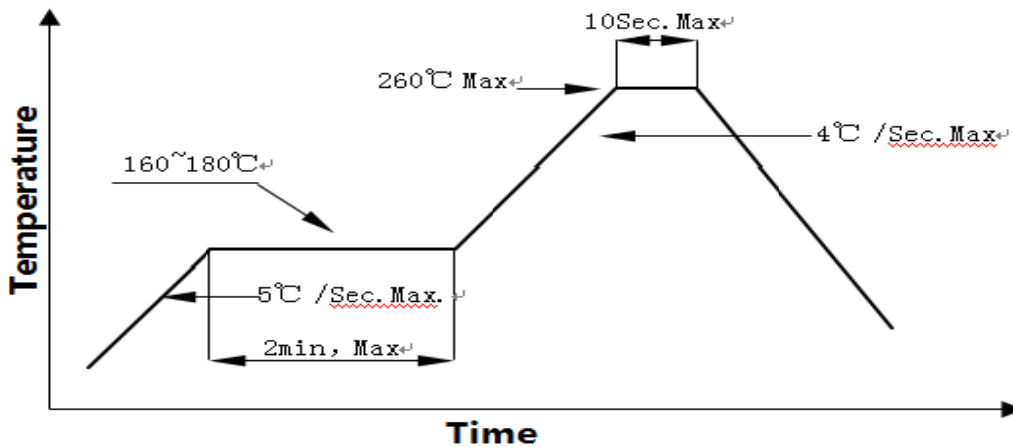 10Sec.Max↵
260℃ Max↵
4℃ /Sec.Max↵
160~180℃↵
5℃ /Sec.Max. ↵
2min, Max↵
Temperature
Time